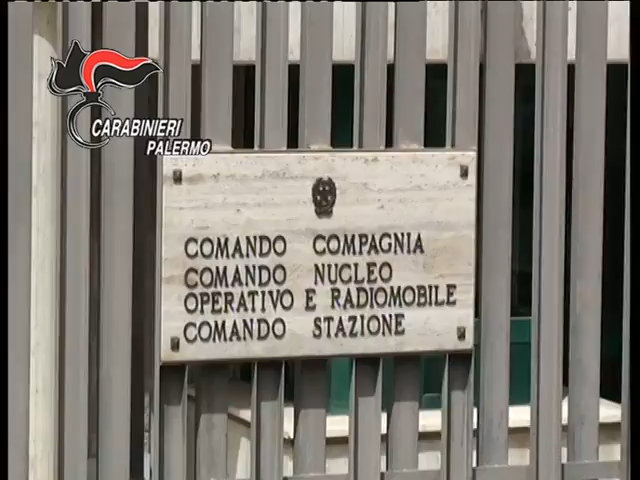 CARABINIERI
PALERMO
COMANDO COMPAGNIA
COMANDO NUCLEO
OPERATIVO E RADIOMOBILE
COMANDO STAZIONE